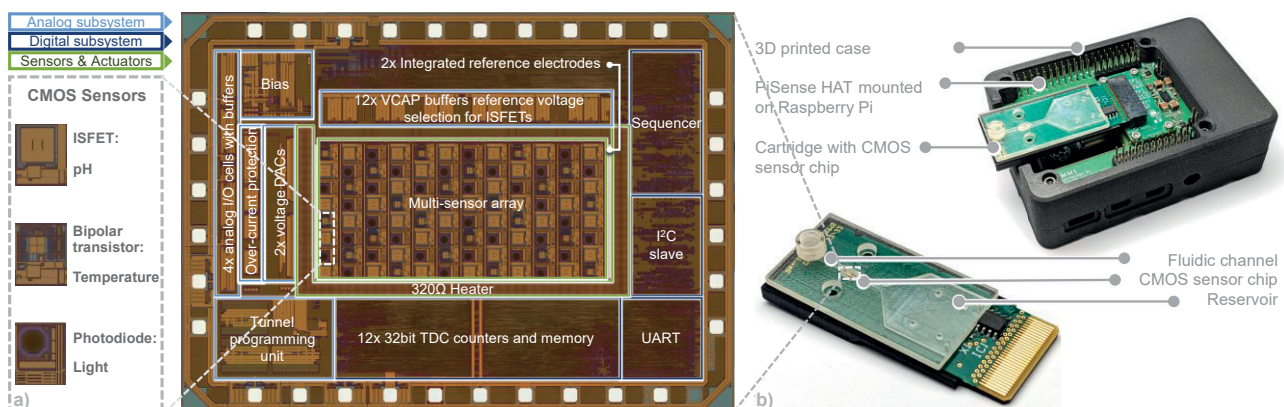 Analog subsystem
Digital subsystem
Sensors & Actuators
CMOS Sensors
ISFET:
pH
Bipolar
transistor:
Temperature
Photodiode:
Light
a)
4x analog I/O cells with buffers
Bias
Over-current protection
2x voltage DACs
2x Integrated reference electrodes
12x VCAP buffers reference voltage
selection for ISFETs
Multi-sensor array
320Ω Heater
Sequencer
I²C
slave
Tunnel
programming
unit
12x 32bit TDC counters and memory
UART
b)
3D printed case
PiSense HAT mounted
on Raspberry Pi
Cartridge with CMOS
sensor chip
Fluidic channel
CMOS sensor chip
Reservoir